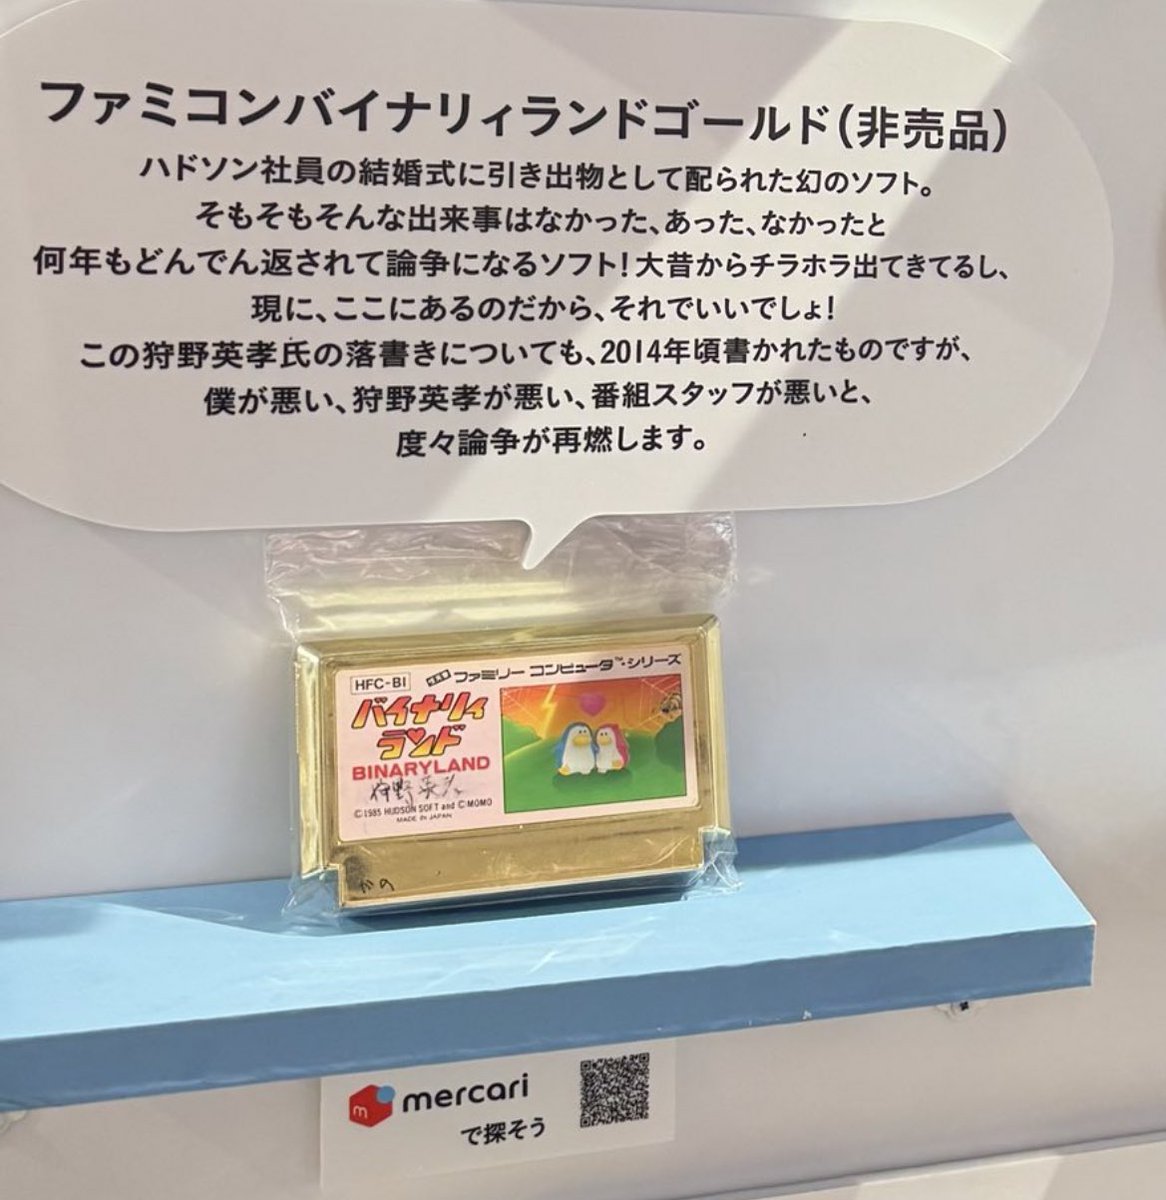 ファミコンバイナリィランドゴールド(非売品)
ハドソン社員の結婚式に引き出物として配られた幻のソフト。
そもそもそんな出来事はなかった、あった、なかったと
何年もどんでん返されて論争になるソフト!大昔からチラホラ出てきてるし、
現に、ここにあるのだから、それでいいでしょ!
この狩野英孝氏の落書きについても、2014年頃書かれたものですが、
僕が悪い、狩野英孝が悪い、番組スタッフが悪いと、
度々論争が再燃します。
HFC-BI
ファミリー コンピュータ™・シリーズ
バイナリィ
ランド
BINARYLAND
狩野英孝
©1985 HUDSON SOFT and ©MOMO
MADE IN JAPAN
かの
mercari
で探そう